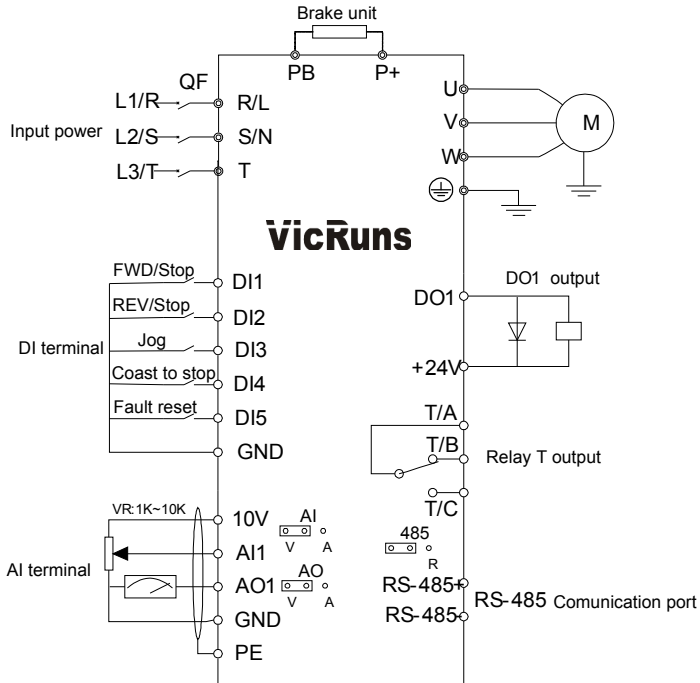 Brake unit
PB P+
QF
L1/R R/L
Input power L2/S S/N
L3/T T
U
V
W
M
VicRuns
FWD/Stop DI1
REV/Stop DI2
DI terminal Jog DI3
Coast to stop DI4
Fault reset DI5
GND
DO1 output
DO1
+24V
T/A
T/B Relay T output
T/C
VR:1K~10K 10V AI
V A
AI terminal AI1
AO1 AO
V A
GND
PE
485
R
RS-485+
RS-485 Comunication port
RS-485-